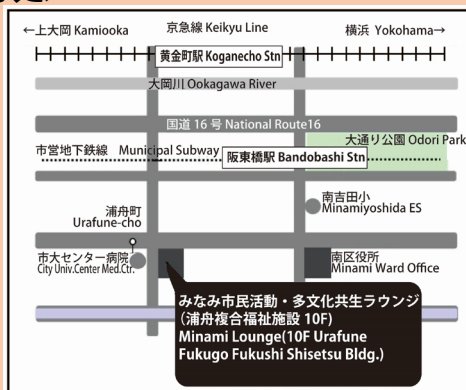 ←上大岡 Kamiooka 京急線 Keikyu Line 横浜 Yokohama→
黄金町駅 Koganecho Stn
大岡川 Ookagawa River
国道 16 号 National Route16
大通り公園 Odori Park
市営地下鉄線 Municipal Subway
阪東橋駅 Bandobashi Stn
南吉田小
Minamiyoshida ES
浦舟町
Urafune-cho
市大センター病院
City Univ.Center Med.Ctr.
南区役所
Minami Ward Office
みなみ市民活動・多文化共生ラウンジ
(浦舟複合福祉施設 10F)
Minami Lounge(10F Urafune
Fukugo Fukushi Shisetsu Bldg.)